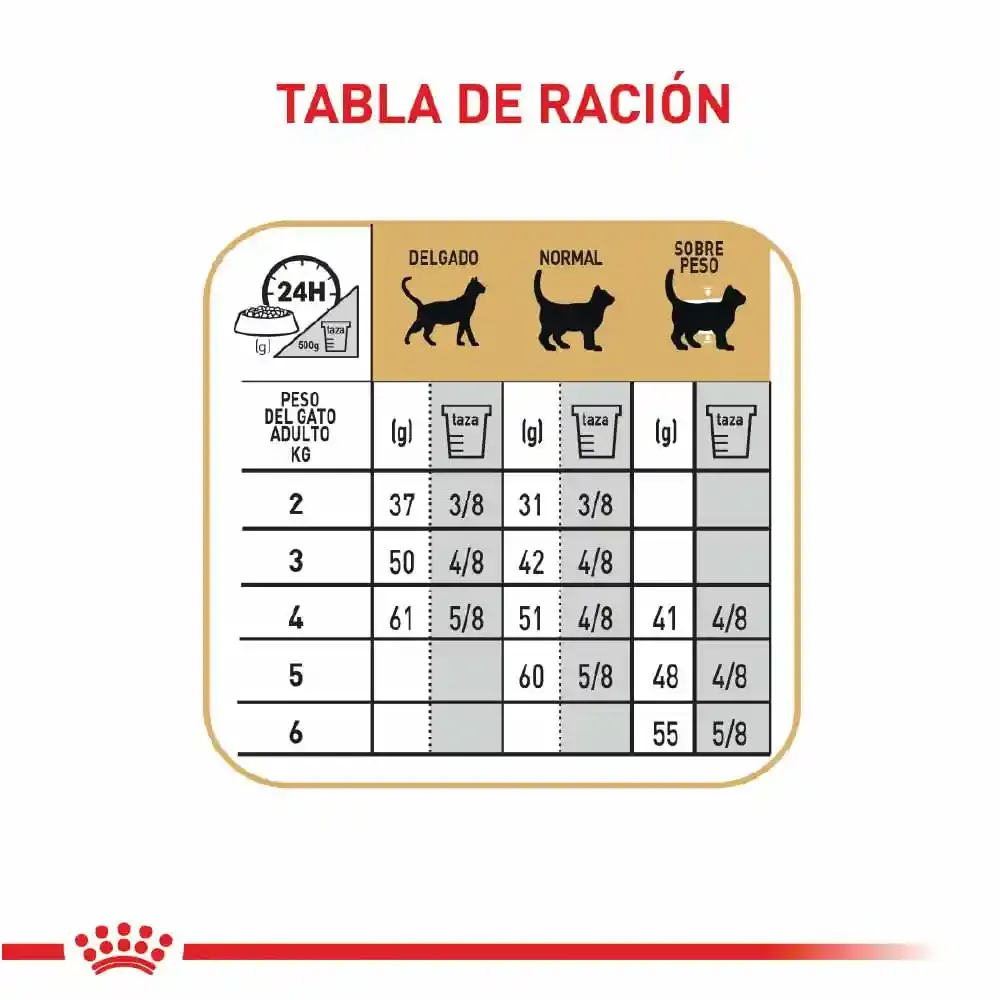 TABLA DE RACIÓN
24H
(g)
500g
taza
DELGADO
NORMAL
SOBRE
PESO
PESO
DEL GATO
ADULTO
KG
(g) taza (g) taza (g) taza
2 37 3/8 31 3/8
3 50 4/8 42 4/8
4 61 5/8 51 4/8 41 4/8
5 60 5/8 48 4/8
6 55 5/8